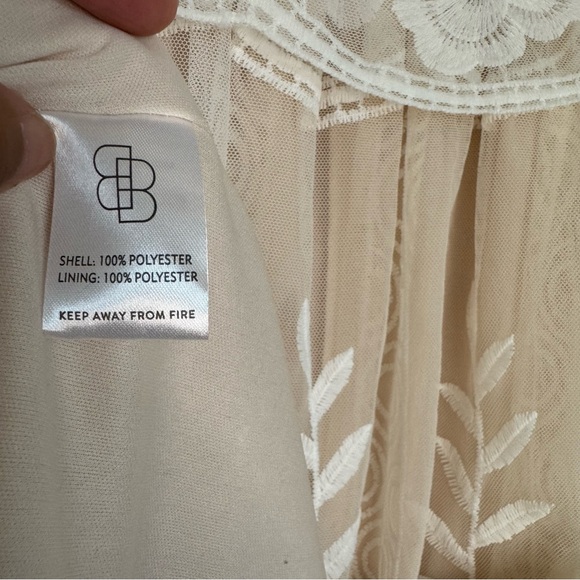 SHELL: 100% POLYESTER
LINING: 100% POLYESTER
KEEP AWAY FROM FIRE